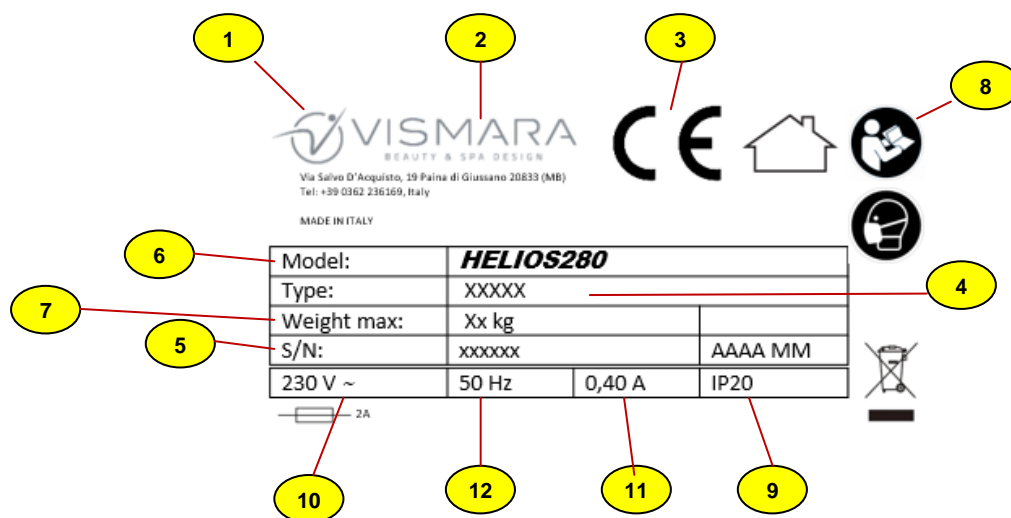 1
2
3
8
VISMARA
BEAUTY & SPA DESIGN
CE
Via Salvo D'Acquisto, 19 Paina di Giussano 20833 (MB)
Tel: +39 0362 236169, Italy
MADE IN ITALY
6
Model: HELIOS280
Type: XXXXX
4
7
Weight max: Xx kg
5
S/N: xxxxxx AAAA MM
230 V ~ 50 Hz 0,40 A IP20
2A
10
12
11
9